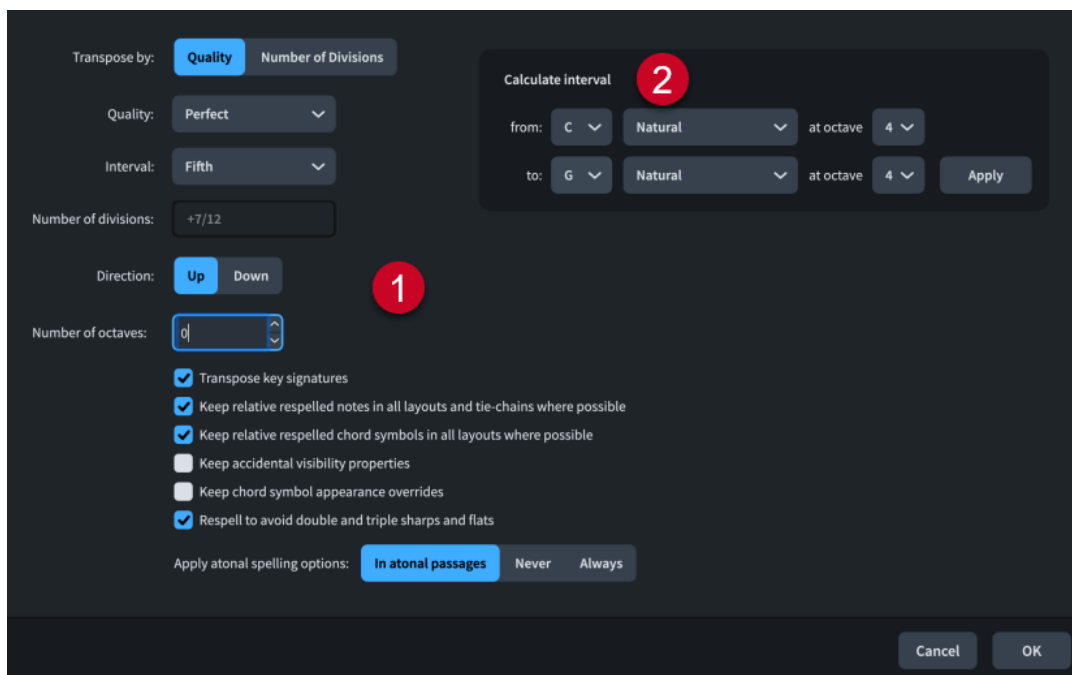 Transpose by: Quality Number of Divisions
Calculate interval 2
Quality: Perfect
from: C Natural at octave 4
Interval: Fifth
to: G Natural at octave 4 Apply
Number of divisions: +7/12
Direction: Up Down
1
Number of octaves: 0
Transpose key signatures
Keep relative respelled notes in all layouts and tie-chains where possible
Keep relative respelled chord symbols in all layouts where possible
Keep accidental visibility properties
Keep chord symbol appearance overrides
Respell to avoid double and triple sharps and flats
Apply atonal spelling options: In atonal passages Never Always
Cancel OK